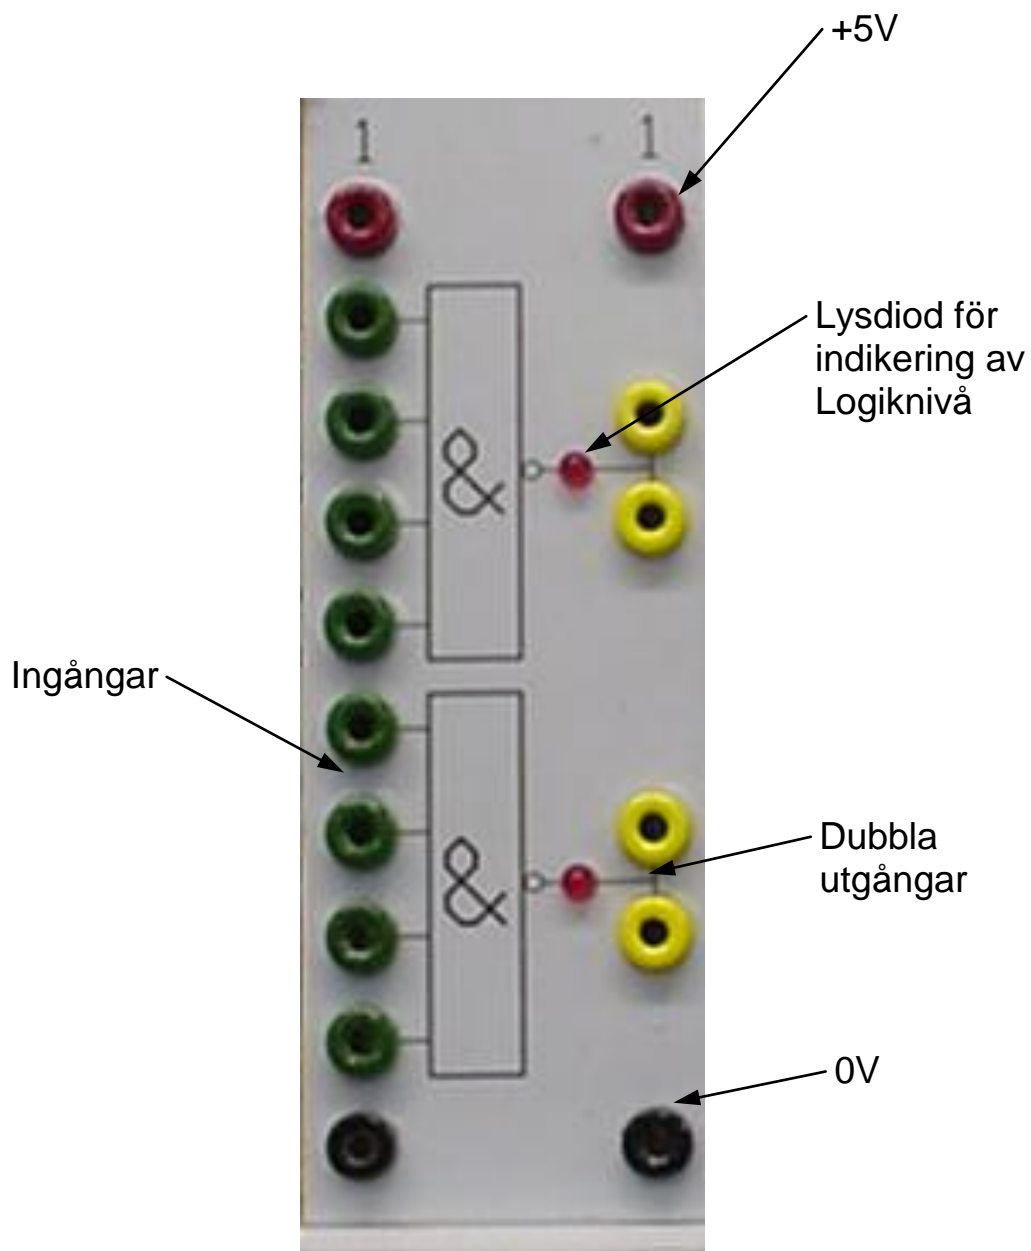 +5V
1 1
Lysdiod för
indikering av
Logiknivå
&
Ingångar
&
Dubbla
utgångar
0V